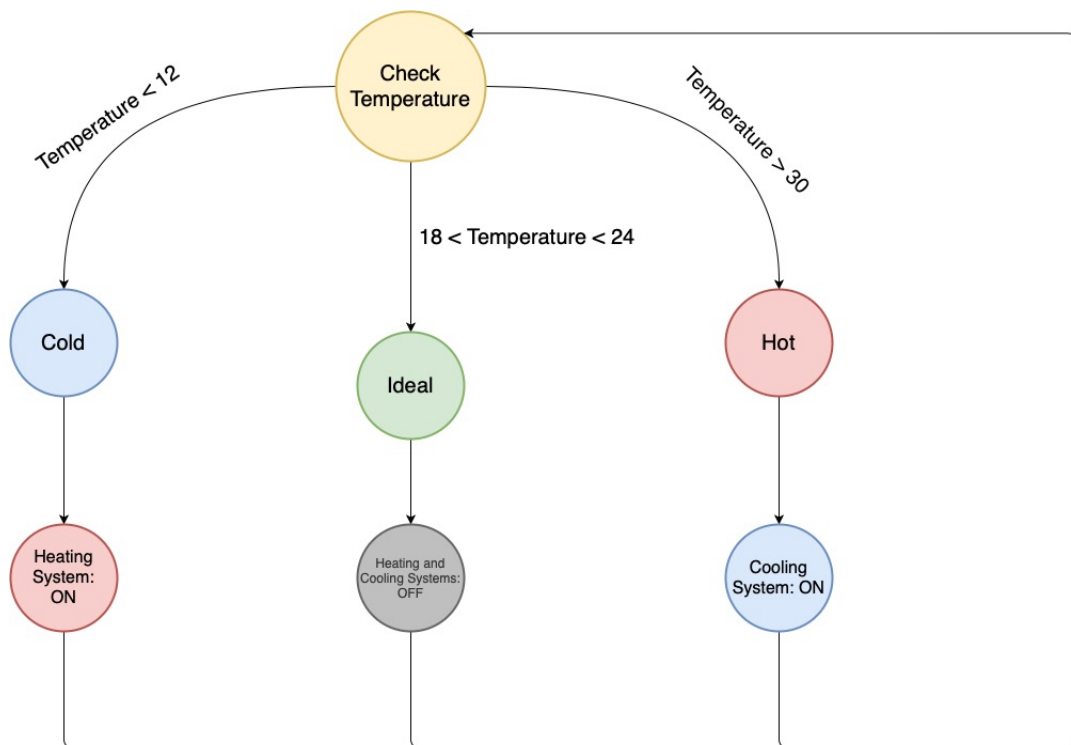 Check
Temperature
Temperature < 12
Temperature > 30
18 < Temperature < 24
Cold
Ideal
Hot
Heating
System:
ON
Heating and
Cooling Systems:
OFF
Cooling
System: ON